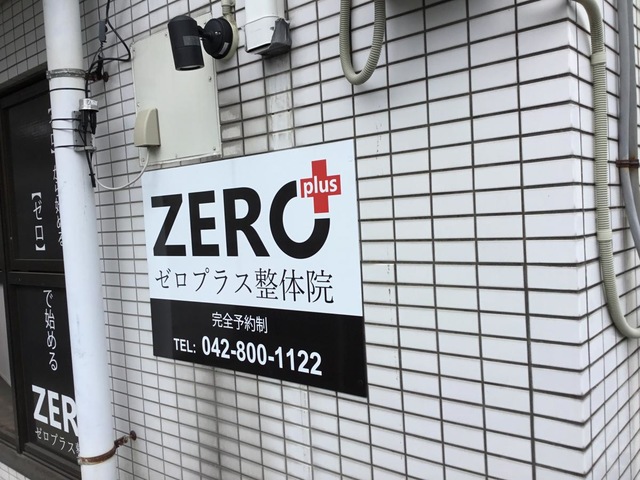 ZERO
plus
ゼロプラス整体院
完全予約制
TEL: 042-800-1122
【ゼロ】
で始める
ZER
ゼロプラス整